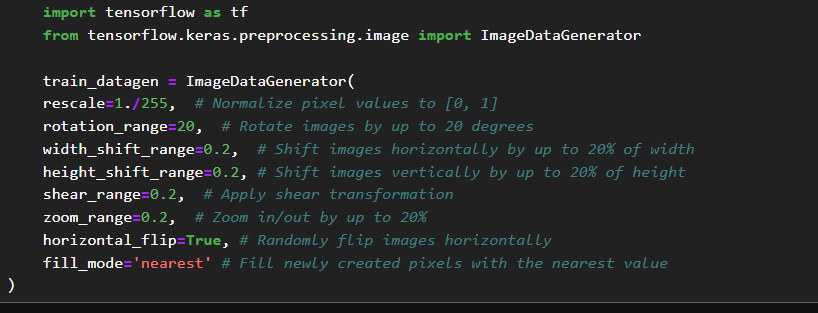 import tensorflow as tf
from tensorflow.keras.preprocessing.image import ImageDataGenerator
train_datagen = ImageDataGenerator(
rescale=1./255,  # Normalize pixel values to [0, 1]
rotation_range=20,  # Rotate images by up to 20 degrees
width_shift_range=0.2,  # Shift images horizontally by up to 20% of width
height_shift_range=0.2, # Shift images vertically by up to 20% of height
shear_range=0.2,  # Apply shear transformation
zoom_range=0.2,  # Zoom in/out by up to 20%
horizontal_flip=True, # Randomly flip images horizontally
fill_mode='nearest' # Fill newly created pixels with the nearest value
)